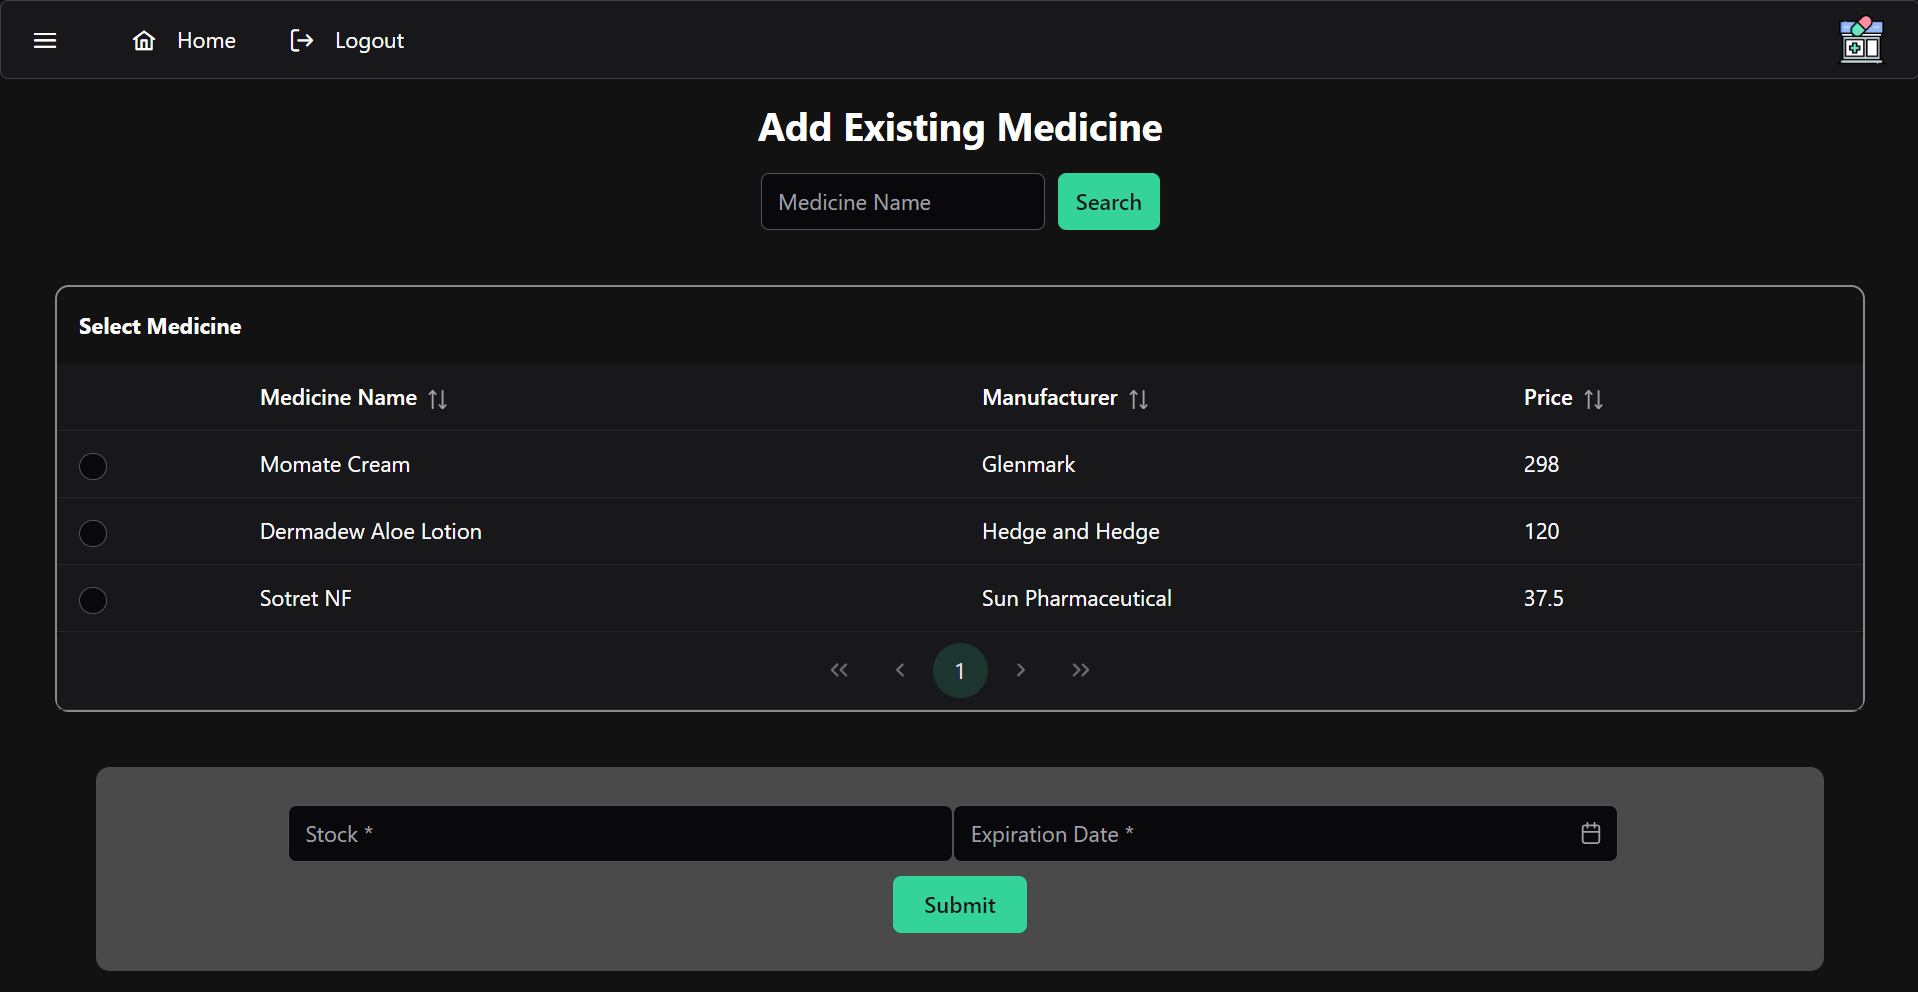 Home Logout
Add Existing Medicine
Medicine Name Search
Select Medicine
Medicine Name Manufacturer Price
Momate Cream Glenmark 298
Dermadew Aloe Lotion Hedge and Hedge 120
Sotret NF Sun Pharmaceutical 37.5
1
Stock * Expiration Date *
Submit